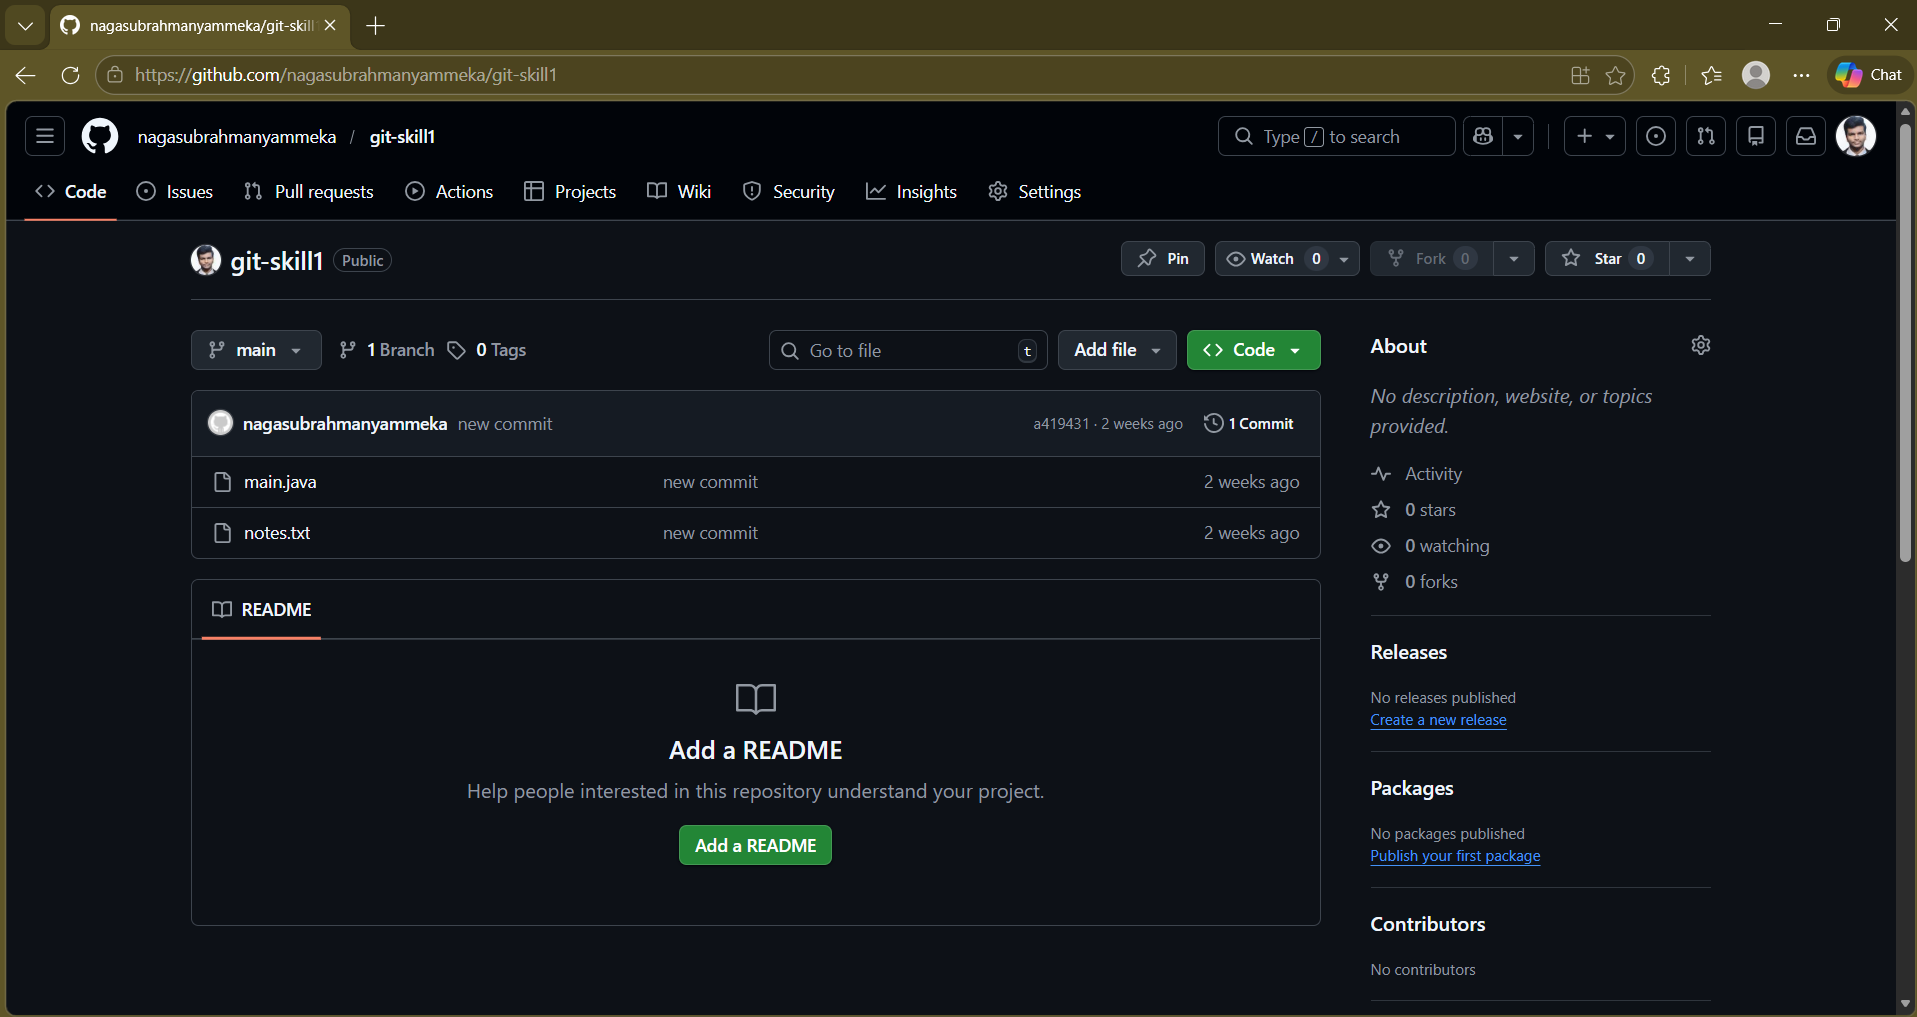 nagasubrahmanyammeka/git-skill
https://github.com/nagasubrahmanyammeka/git-skill1
Chat
nagasubrahmanyammeka / git-skill1
Type / to search
Code
Issues
Pull requests
Actions
Projects
Wiki
Security
Insights
Settings
git-skill1 Public
Pin
Watch 0
Fork 0
Star 0
main
1 Branch
0 Tags
Go to file
t
Add file
Code
nagasubrahmanyammeka new commit
a419431 · 2 weeks ago
1 Commit
main.java new commit 2 weeks ago
notes.txt new commit 2 weeks ago
README
Add a README
Help people interested in this repository understand your project.
Add a README
About
No description, website, or topics
provided.
Activity
0 stars
0 watching
0 forks
Releases
No releases published
Create a new release
Packages
No packages published
Publish your first package
Contributors
No contributors